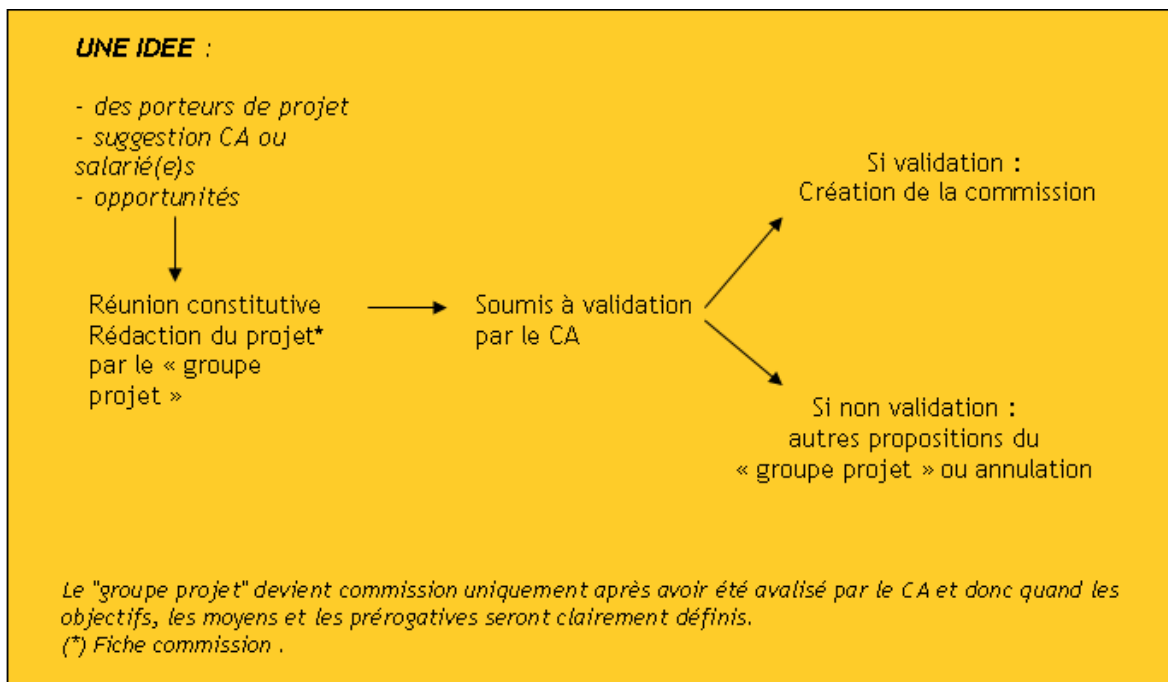 UNE IDEE :
- des porteurs de projet
- suggestion CA ou
salarié(e)s
- opportunités
Réunion constitutive
Rédaction du projet*
par le « groupe
projet »
Soumis à validation
par le CA
Si validation :
Création de la commission
Si non validation :
autres propositions du
« groupe projet » ou annulation
Le "groupe projet" devient commission uniquement après avoir été avalisé par le CA et donc quand les
objectifs, les moyens et les prérogatives seront clairement définis.
(*) Fiche commission .